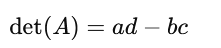 det(A) = ad − bc